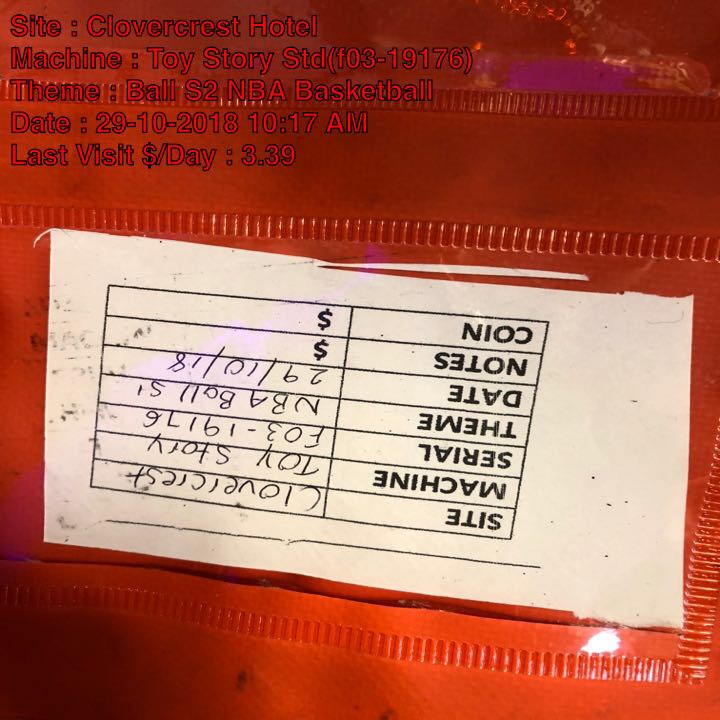 Site : Clovercrest Hotel
Machine : Toy Story Std(f03-19176)
Theme : Ball S2 NBA Basketball
Date : 29-10-2018 10:17 AM
Last Visit $/Day : 3.39
SITE Clovercrest
MACHINE Toy Story
SERIAL F03-19176
THEME NBA Ball S1
DATE 29/10/18
NOTES $
COIN $